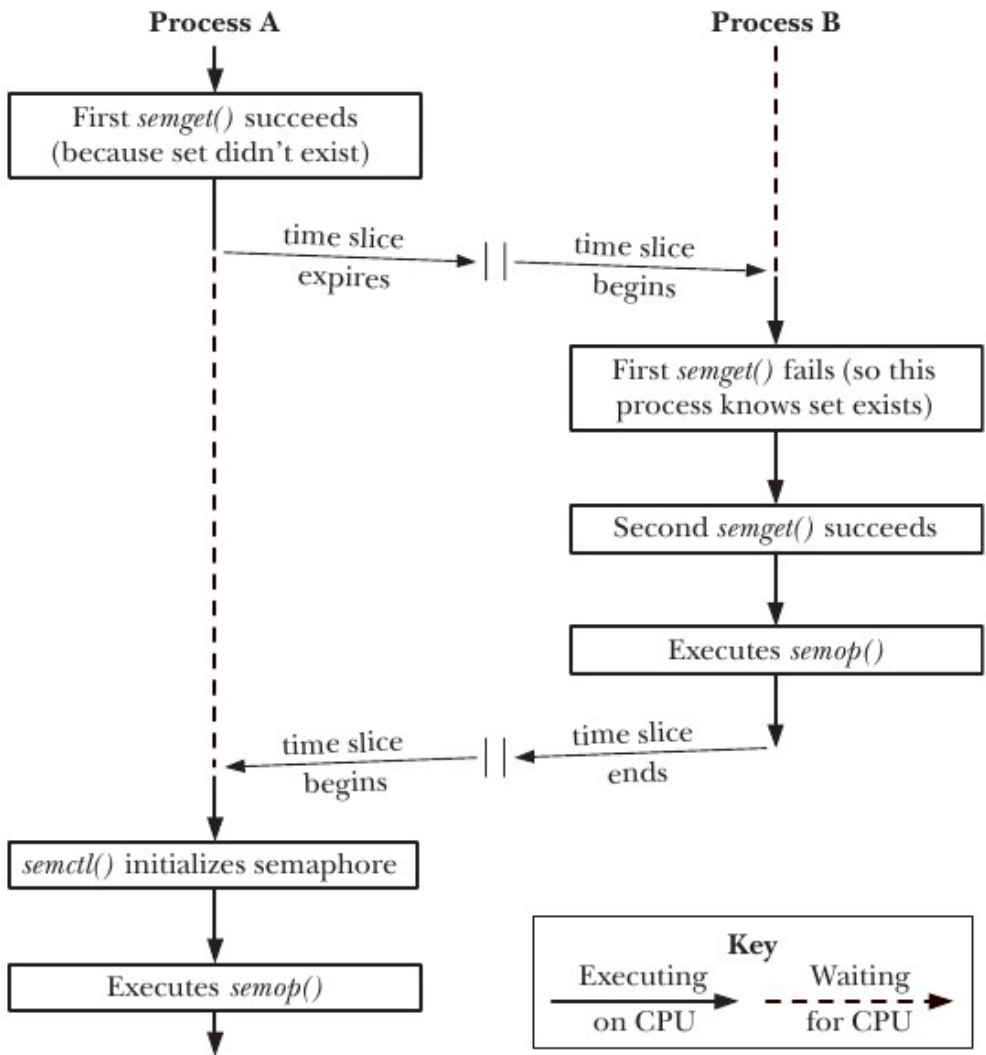 Process A
Process B
First semget() succeeds
(because set didn't exist)
time slice
expires
time slice
begins
First semget() fails (so this
process knows set exists)
Second semget() succeeds
Executes semop()
time slice
ends
time slice
begins
semctl() initializes semaphore
Executes semop()
Key
Executing
on CPU
Waiting
for CPU